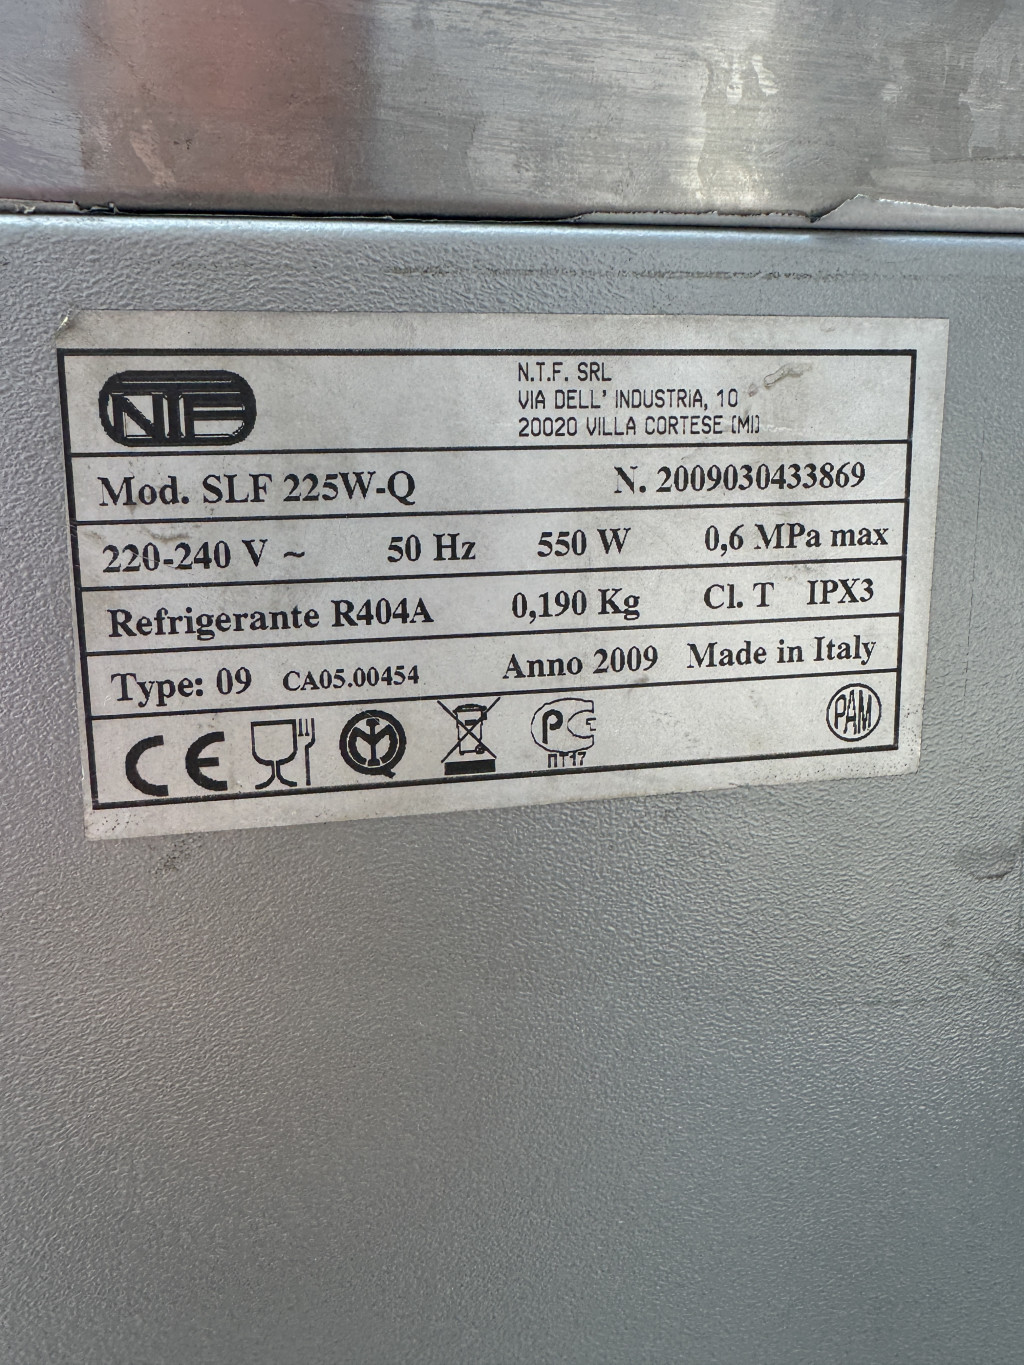 NTF
N.T.F. SRL
VIA DELL' INDUSTRIA, 10
20020 VILLA CORTESE (MI)
Mod. SLF 225W-Q N. 2009030433869
220-240 V ~ 50 Hz 550 W 0,6 MPa max
Refrigerante R404A 0,190 Kg Cl. T IPX3
Type: 09 CA05.00454 Anno 2009 Made in Italy
CE IMQ PC PAM
ПТ17